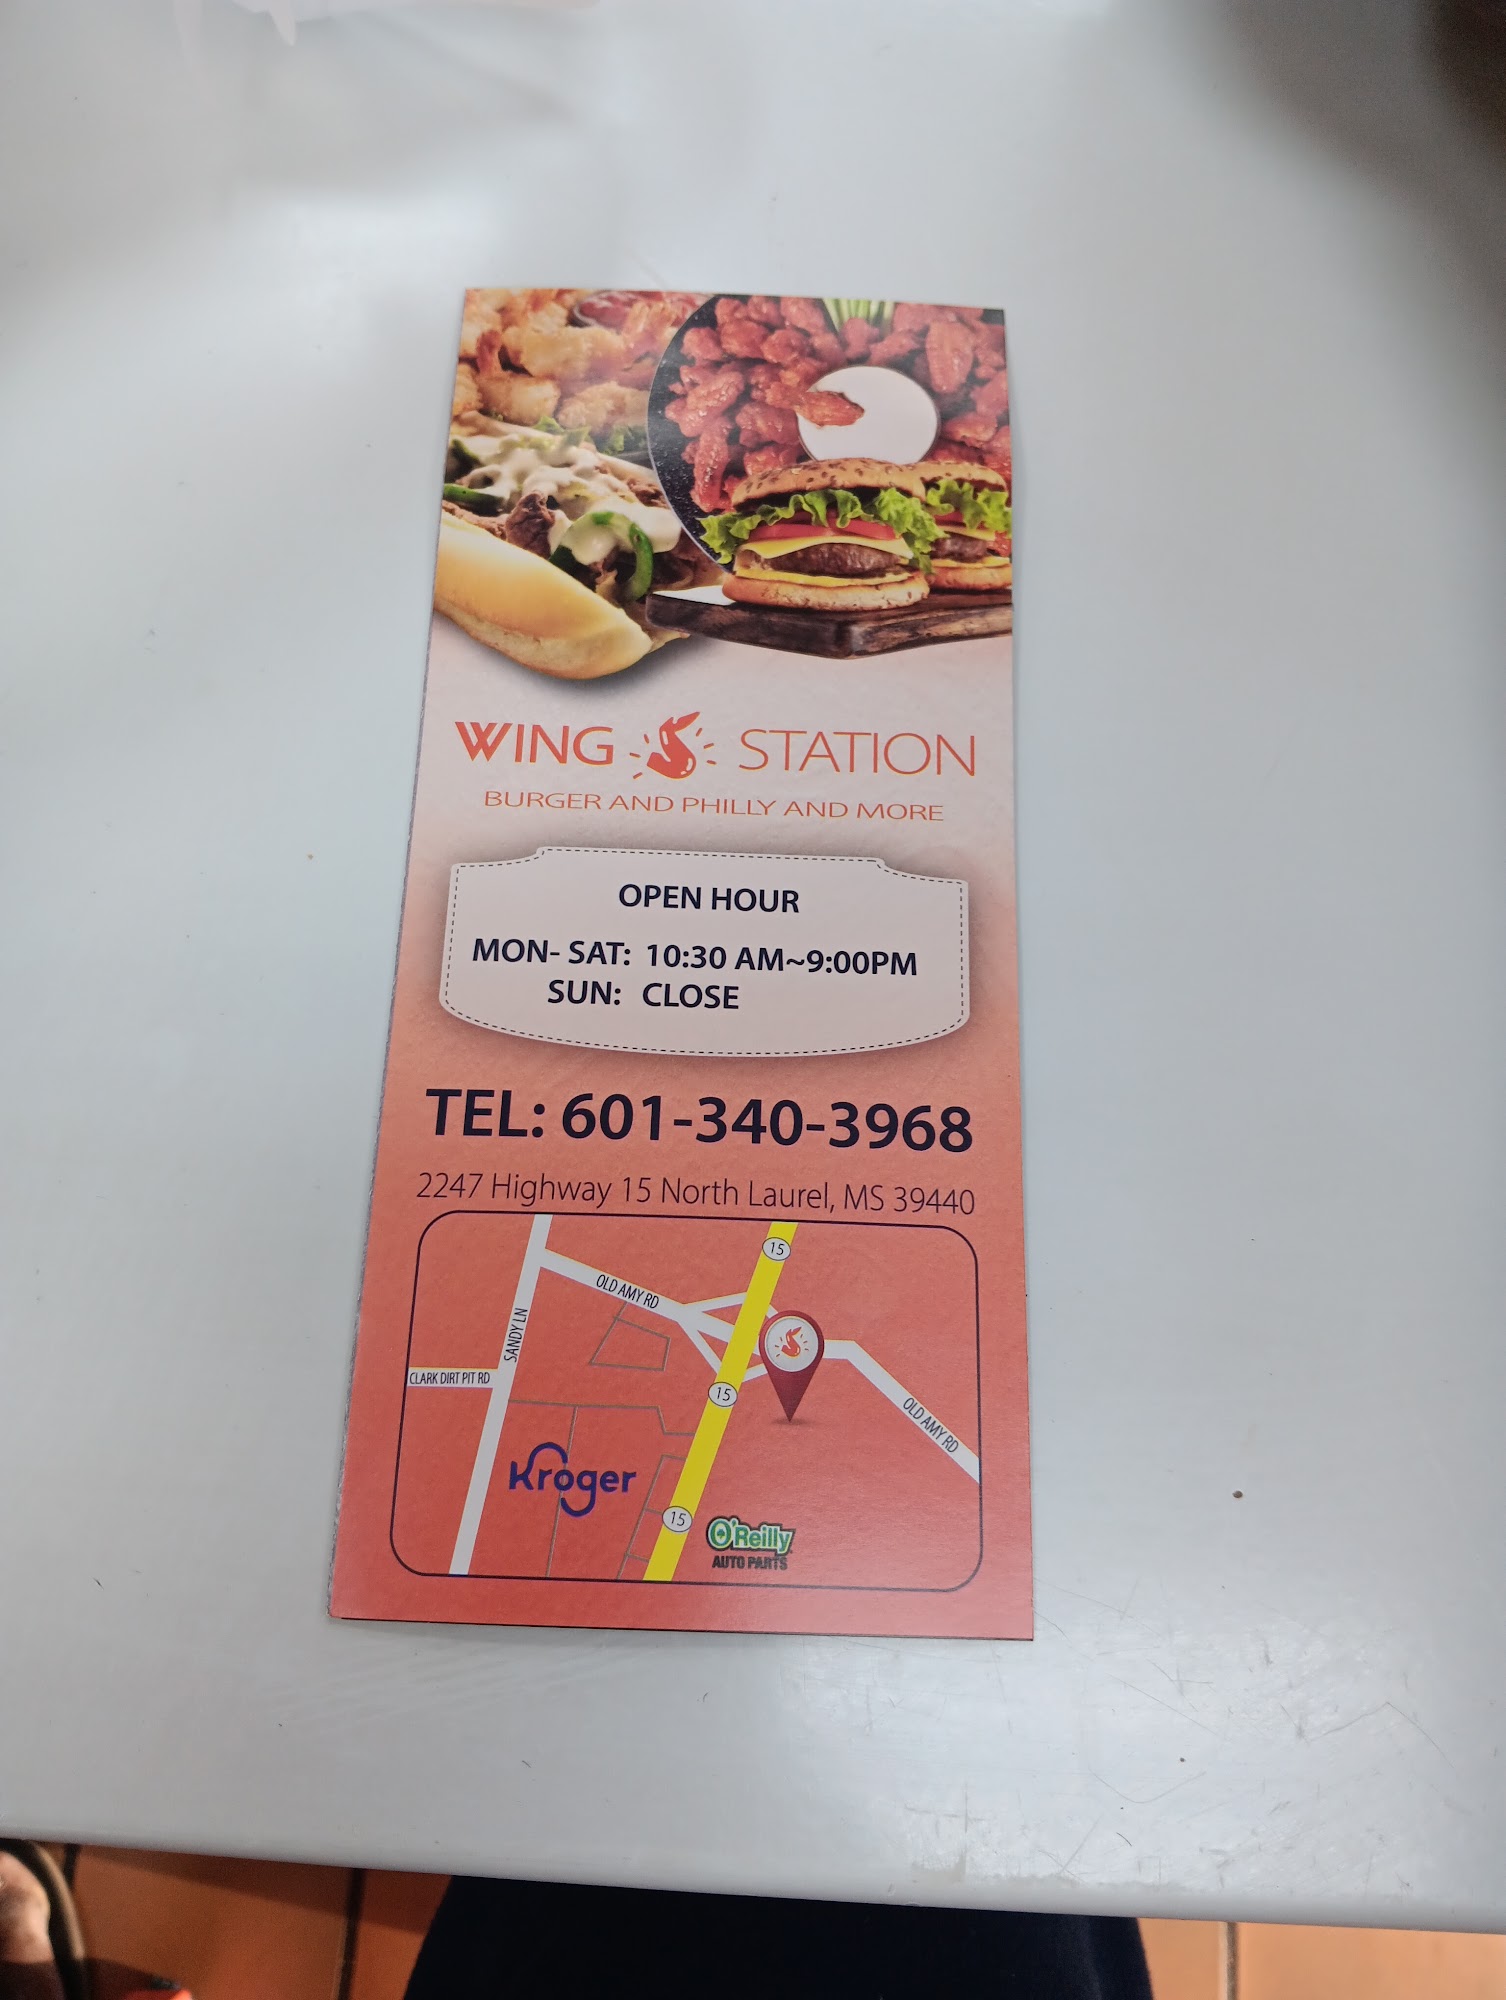 WING STATION
BURGER AND PHILLY AND MORE
OPEN HOUR
MON- SAT: 10:30 AM~9:00PM
SUN: CLOSE
TEL: 601-340-3968
2247 Highway 15 North Laurel, MS 39440
15
OLD AMY RD
SANDY LN
CLARK DIRT PIT RD
15
OLD AMY RD
Kroger
15
O'Reilly
AUTO PARTS